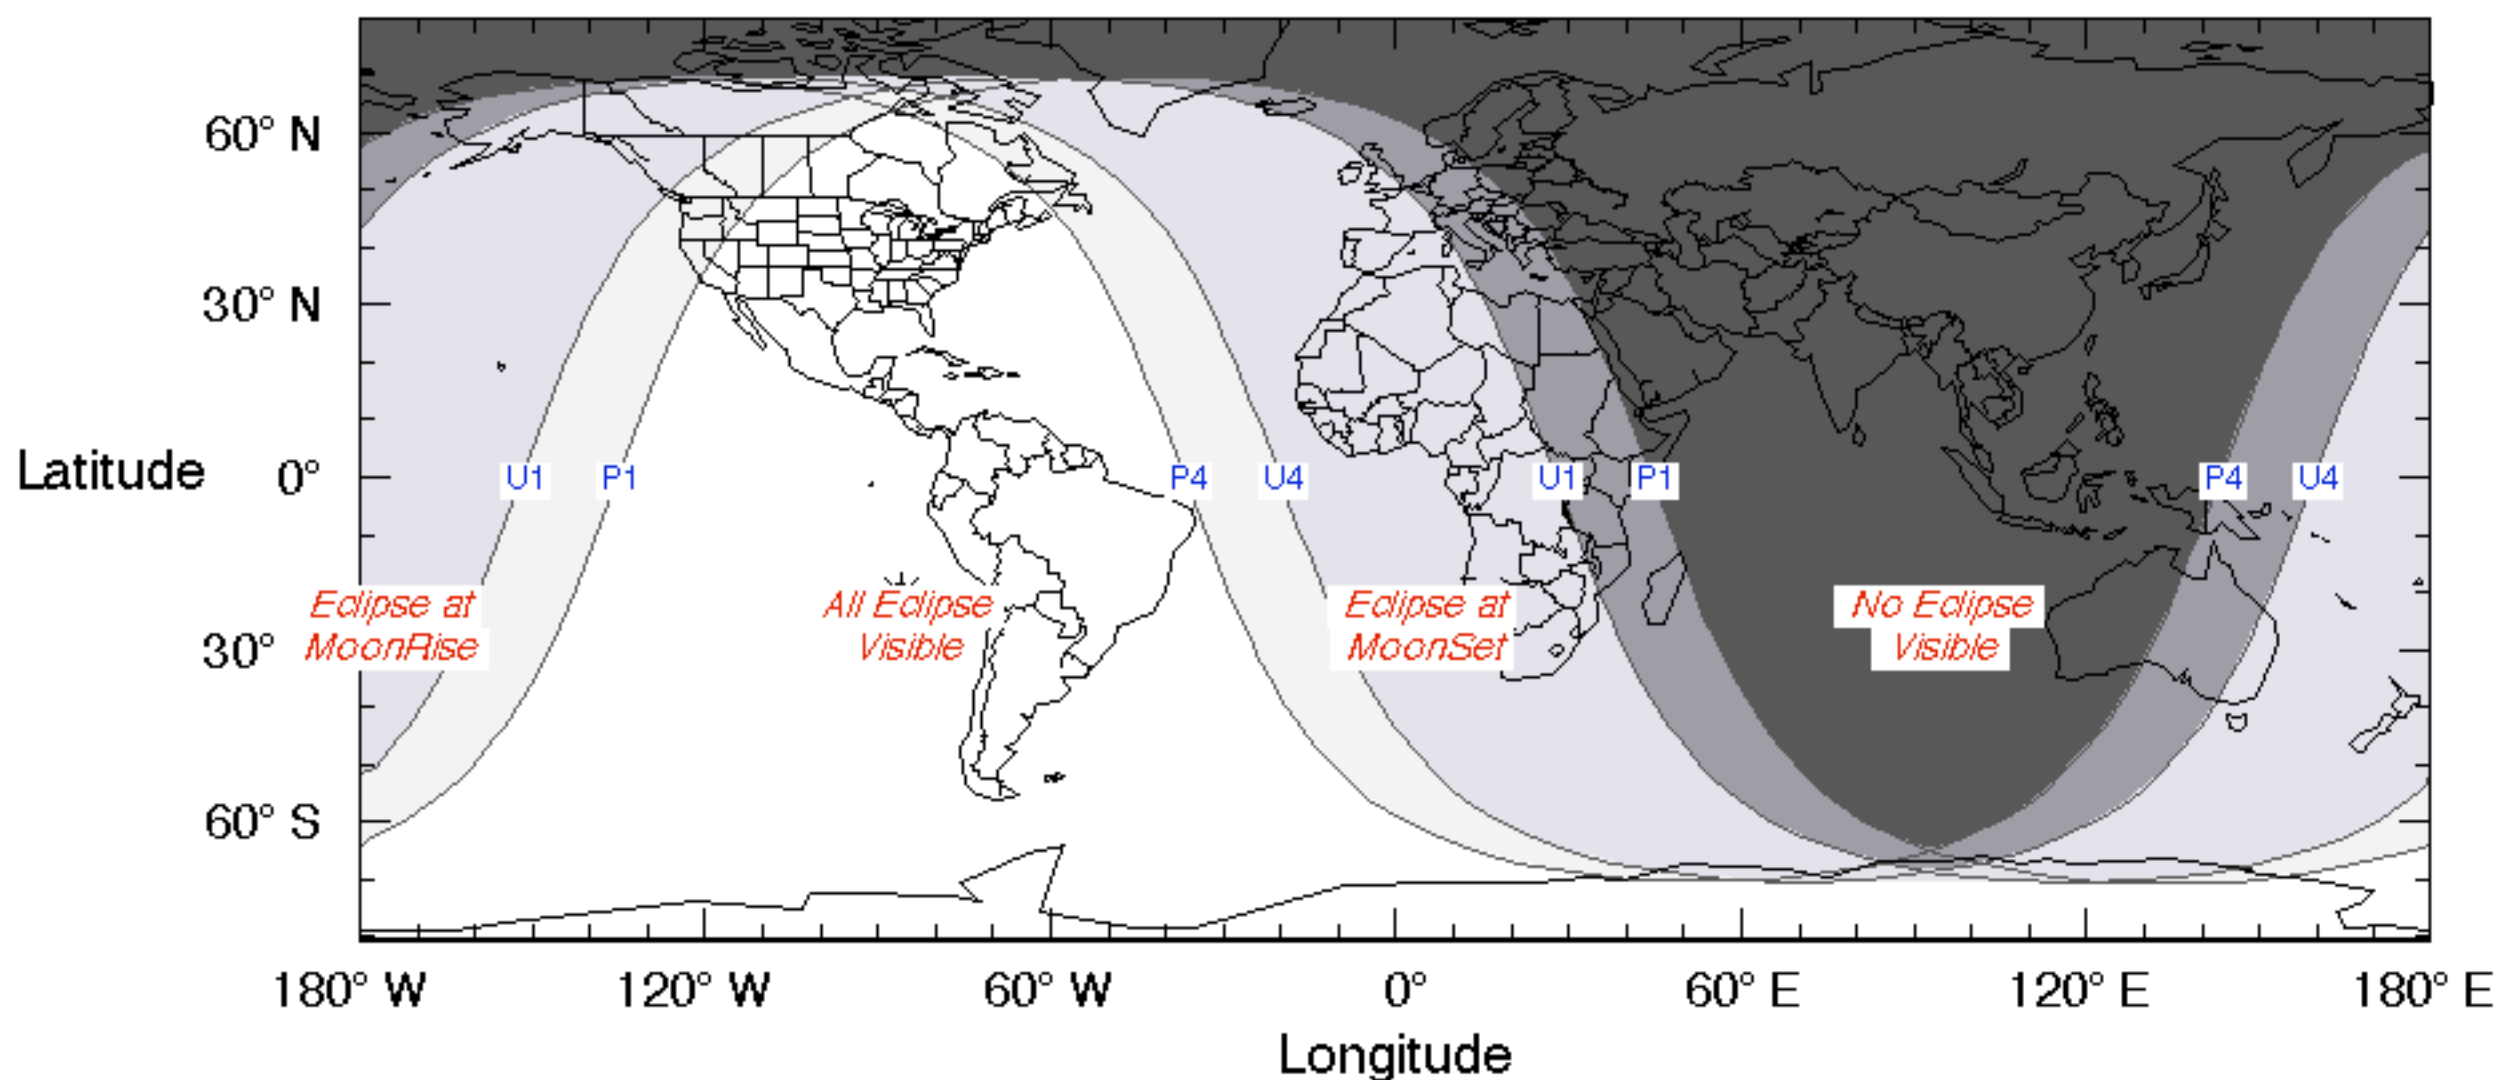 60° N
30° N
Latitude 0°
30°
60° S
U1
P1
P4
U4
U1
P1
P4
U4
Eclipse at
MoonRise
All Eclipse
Visible
Eclipse at
MoonSet
No Eclipse
Visible
180° W 120° W 60° W 0° 60° E 120° E 180° E
Longitude